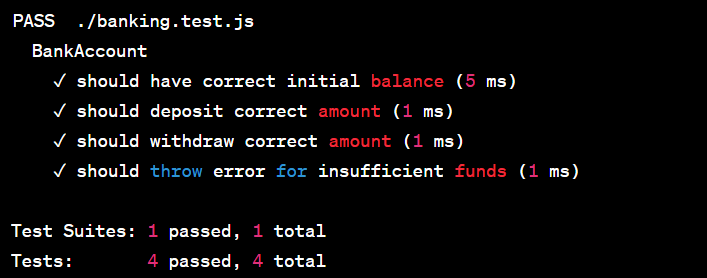 PASS ./banking.test.js
BankAccount
✓ should have correct initial balance (5 ms)
✓ should deposit correct amount (1 ms)
✓ should withdraw correct amount (1 ms)
✓ should throw error for insufficient funds (1 ms)
Test Suites: 1 passed, 1 total
Tests: 4 passed, 4 total